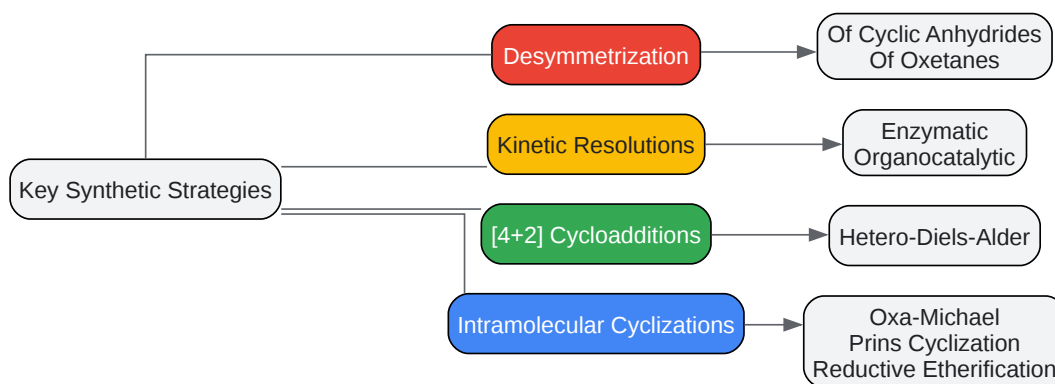 Key Synthetic Strategies
Desymmetrization
Of Cyclic Anhydrides
Of Oxetanes
Kinetic Resolutions
Enzymatic
Organocatalytic
[4+2] Cycloadditions
Hetero-Diels-Alder
Intramolecular Cyclizations
Oxa-Michael
Prins Cyclization
Reductive Etherification